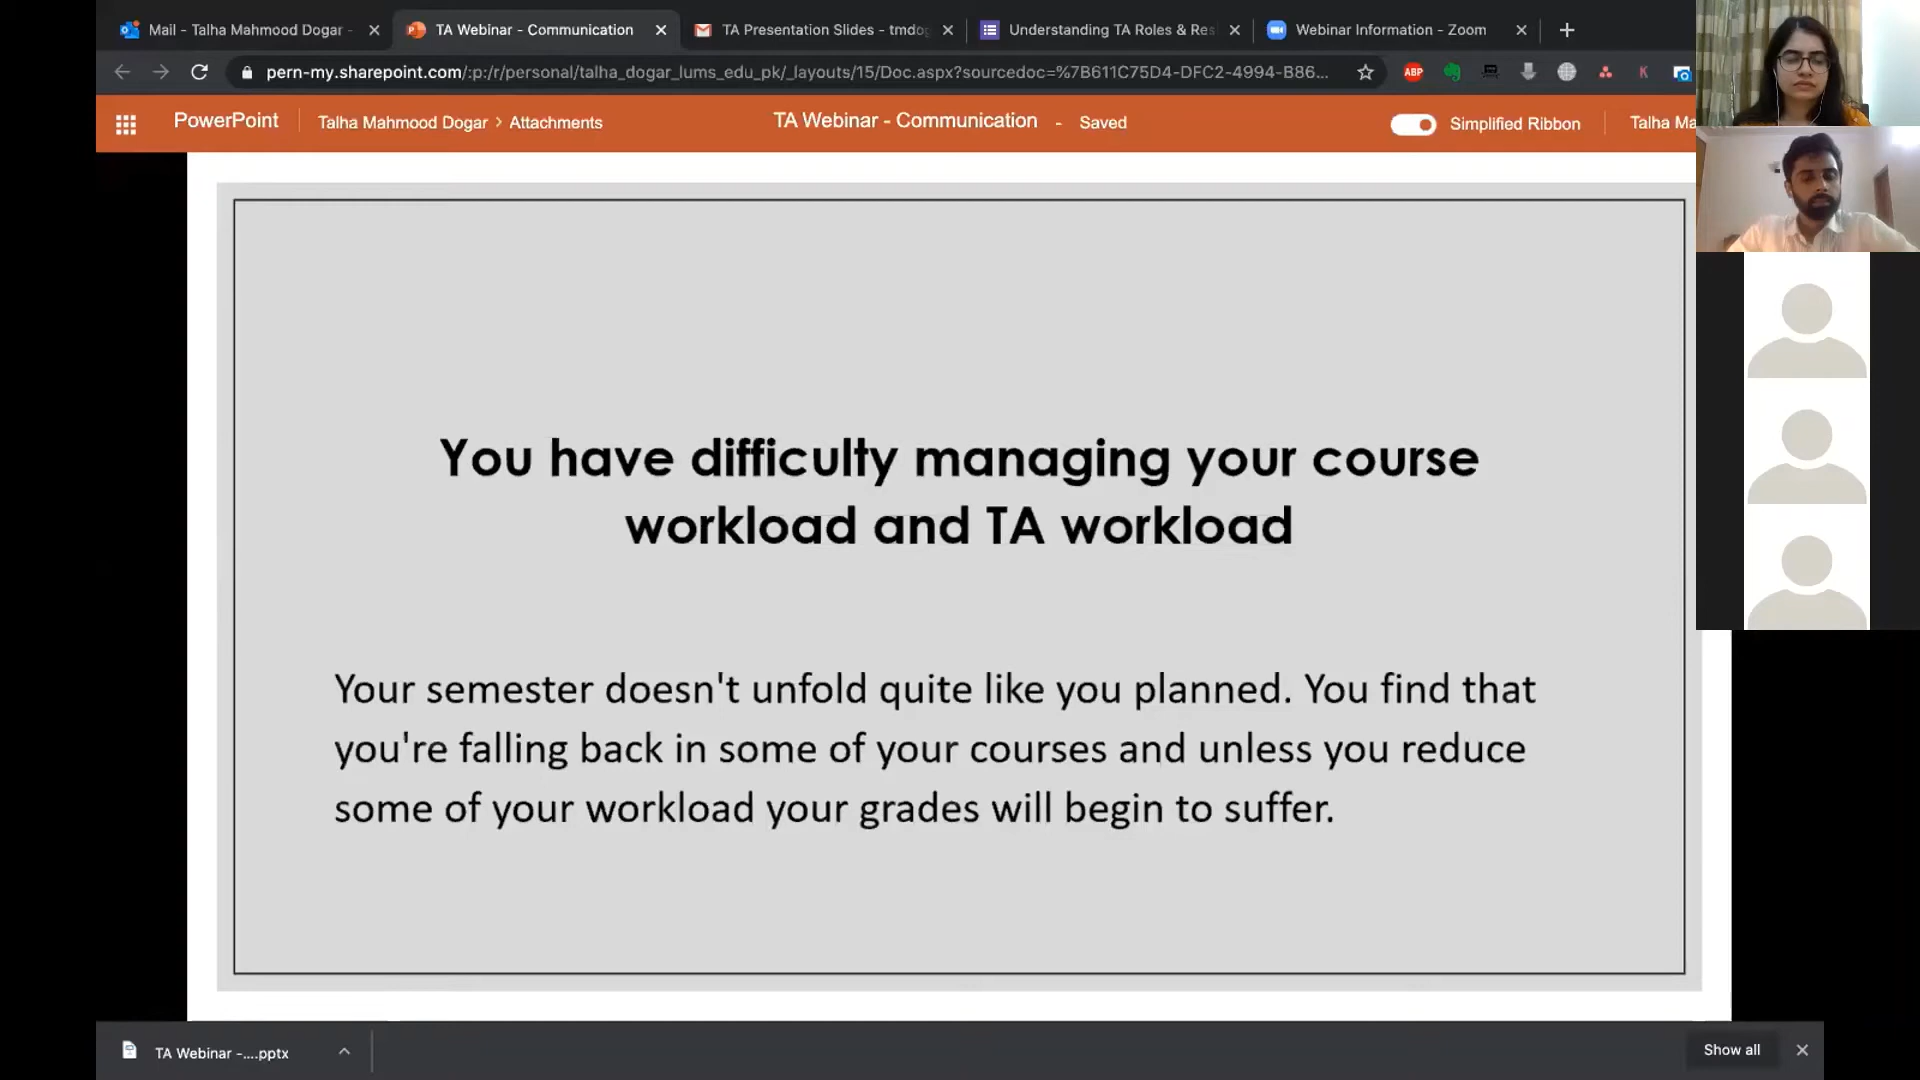 Mail - Talha Mahmood Dogar -
TA Webinar - Communication
TA Presentation Slides - tmdog
Understanding TA Roles & Res
Webinar Information - Zoom
pern-my.sharepoint.com/:p:/r/personal/talha_dogar_lums_edu_pk/_layouts/15/Doc.aspx?sourcedoc=%7B611C75D4-DFC2-4994-B86...
ABP
K
PowerPoint
Talha Mahmood Dogar > Attachments
TA Webinar - Communication - Saved
Simplified Ribbon
Talha Ma
You have difficulty managing your course
workload and TA workload
Your semester doesn't unfold quite like you planned. You find that
you're falling back in some of your courses and unless you reduce
some of your workload your grades will begin to suffer.
TA Webinar -....pptx
Show all